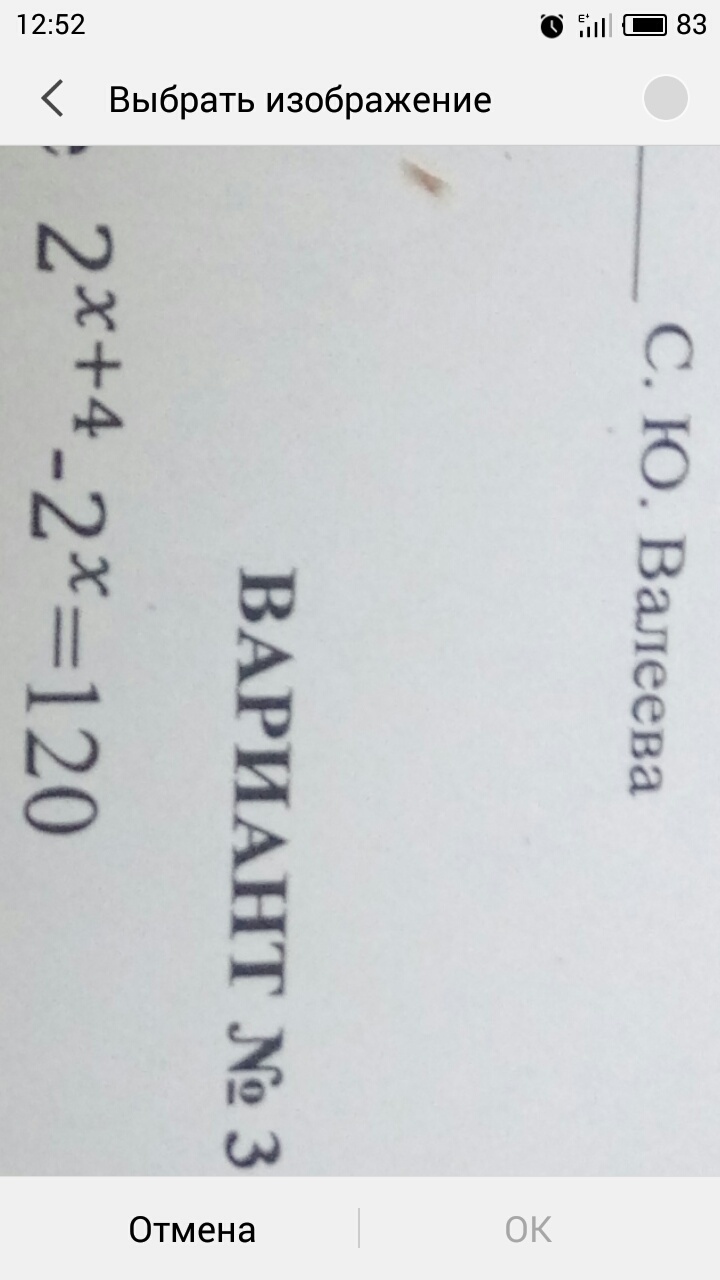 12:52
83
Выбрать изображение
С. Ю. Валеева
ВАРИАНТ № 3
2^{x+4}-2^x=120
Отмена
OK